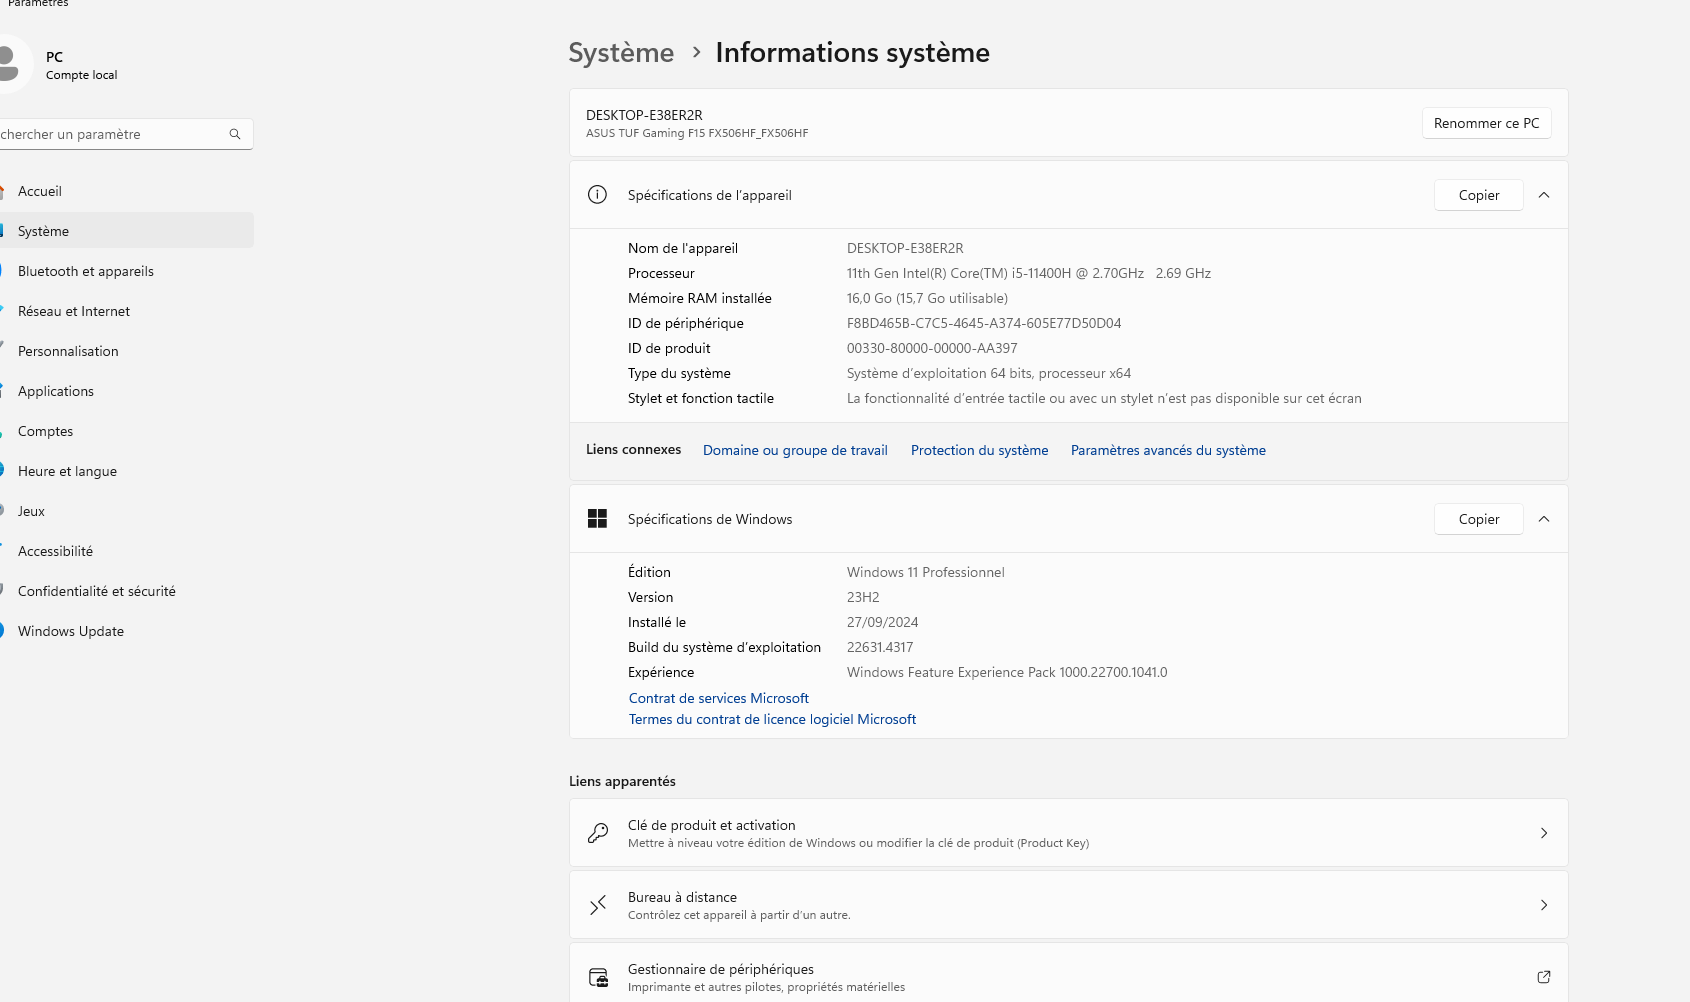 Paramètres
PC
Compte local
chercher un paramètre
Accueil
Système
Bluetooth et appareils
Réseau et Internet
Personnalisation
Applications
Comptes
Heure et langue
Jeux
Accessibilité
Confidentialité et sécurité
Windows Update
Système > Informations système
DESKTOP-E38ER2R
ASUS TUF Gaming F15 FX506HF_FX506HF
Renommer ce PC
Spécifications de l'appareil
Copier
Nom de l'appareil DESKTOP-E38ER2R
Processeur 11th Gen Intel(R) Core(TM) i5-11400H @ 2.70GHz 2.69 GHz
Mémoire RAM installée 16,0 Go (15,7 Go utilisable)
ID de périphérique F8BD465B-C7C5-4645-A374-605E77D50D04
ID de produit 00330-80000-00000-AA397
Type du système Système d'exploitation 64 bits, processeur x64
Stylet et fonction tactile La fonctionnalité d'entrée tactile ou avec un stylet n'est pas disponible sur cet écran
Liens connexes Domaine ou groupe de travail Protection du système Paramètres avancés du système
Spécifications de Windows
Copier
Édition Windows 11 Professionnel
Version 23H2
Installé le 27/09/2024
Build du système d'exploitation 22631.4317
Expérience Windows Feature Experience Pack 1000.22700.1041.0
Contrat de services Microsoft
Termes du contrat de licence logiciel Microsoft
Liens apparentés
Clé de produit et activation
Mettre à niveau votre édition de Windows ou modifier la clé de produit (Product Key)
Bureau à distance
Contrôlez cet appareil à partir d'un autre.
Gestionnaire de périphériques
Imprimante et autres pilotes, propriétés matérielles